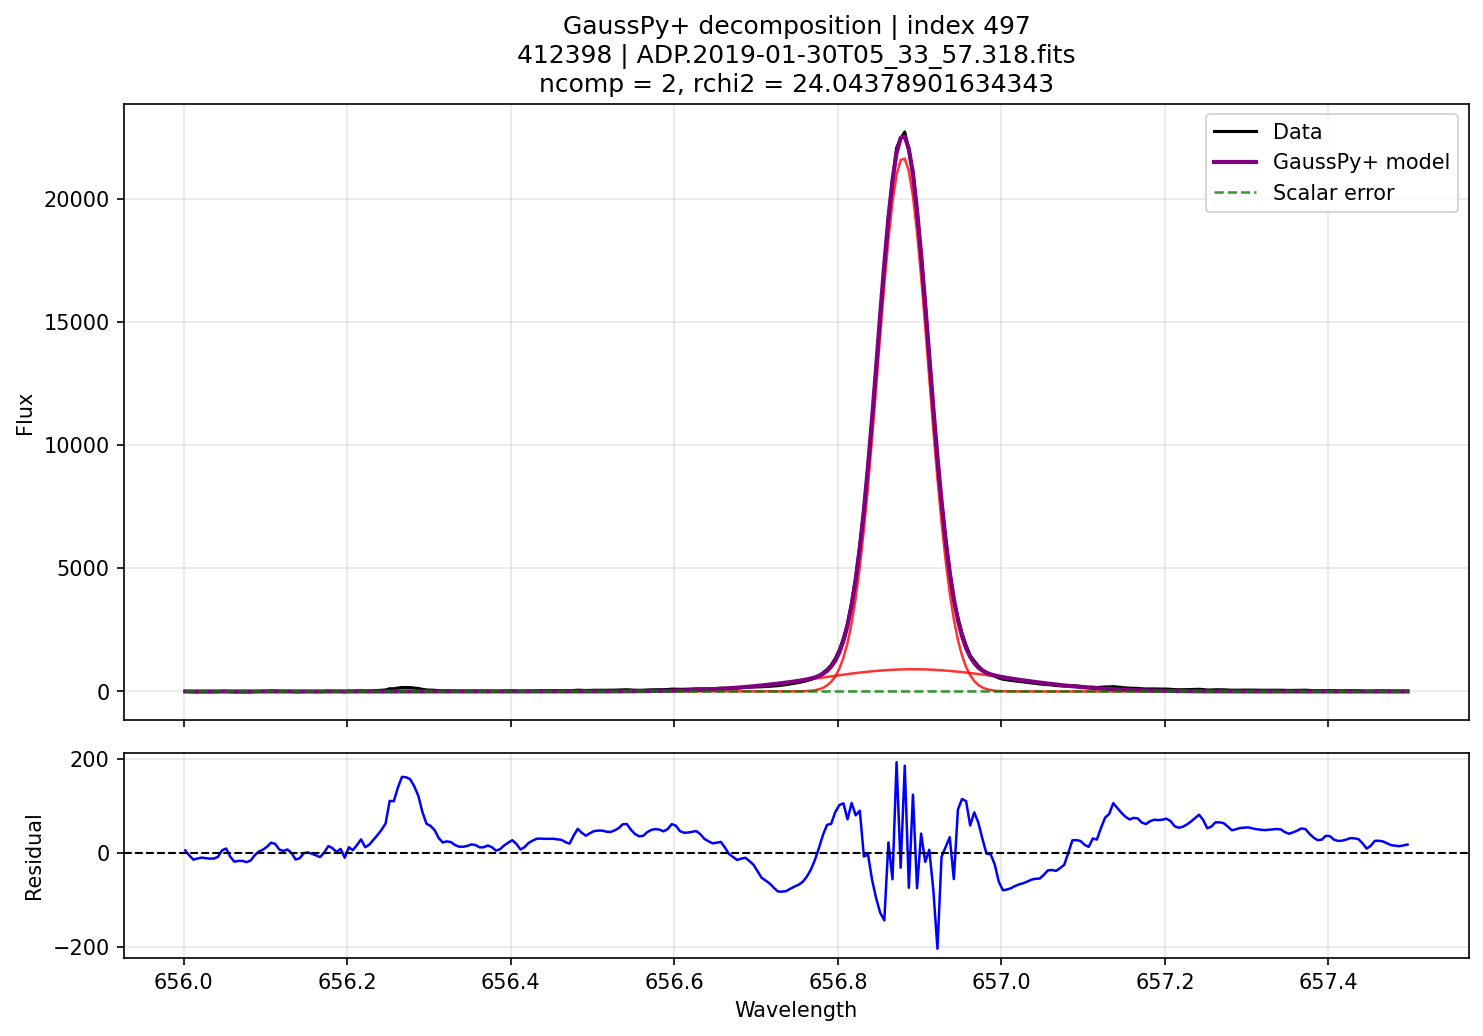 GaussPy+ decomposition | index 497
412398 | ADP.2019-01-30T05_33_57.318.fits
ncomp = 2, rchi2 = 24.04378901634343
Data
GaussPy+ model
Scalar error
Flux
20000
15000
10000
5000
0
Residual
200
0
−200
656.0 656.2 656.4 656.6 656.8 657.0 657.2 657.4
Wavelength